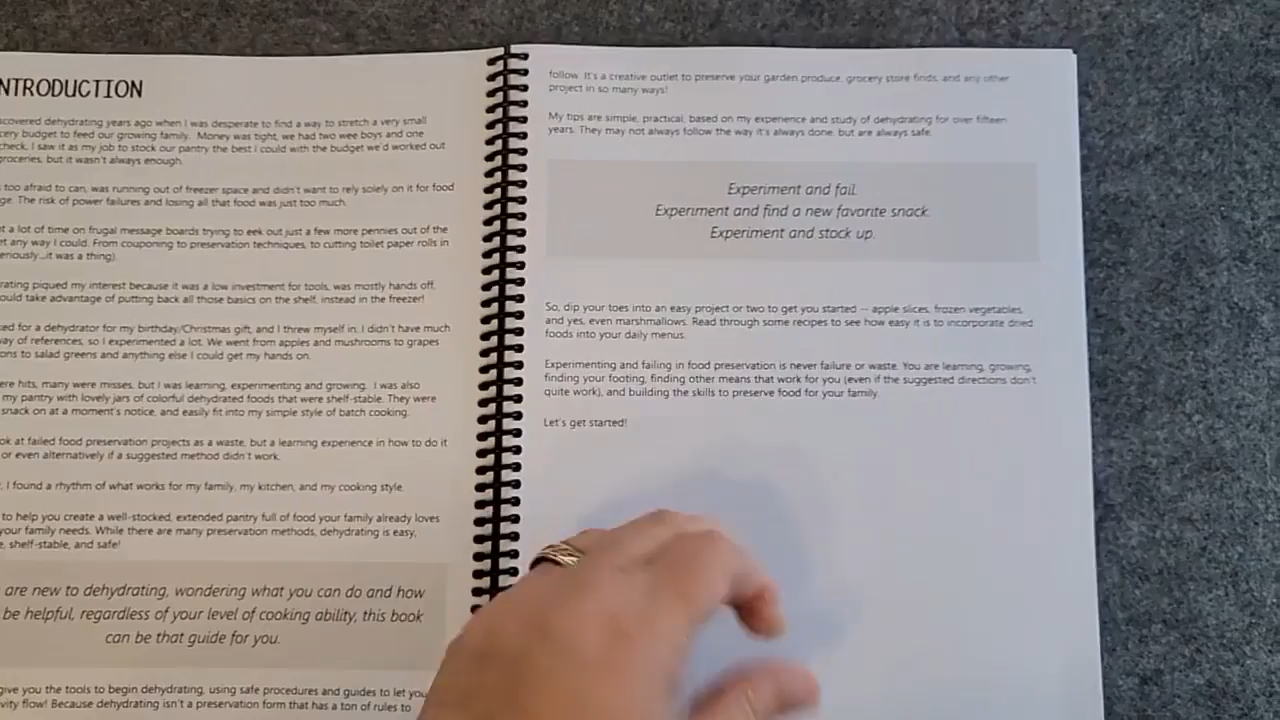 NTRODUCTION
scovered dehydrating years ago when I was desperate to find a way to stretch a very small
cery budget to feed our growing family. Money was tight, we had two wee boys and one
check. I saw it as my job to stock our pantry the best I could with the budget we'd worked out
groceries, but it wasn't always enough.
too afraid to can, was running out of freezer space and didn't want to rely solely on it for food
ge. The risk of power failures and losing all that food was just too much.
t a lot of time on frugal message boards trying to eek out just a few more pennies out of the
et any way I could. From couponing to preservation techniques, to cutting toilet paper rolls in
eriously...it was a thing).
rating piqued my interest because it was a low investment for tools, was mostly hands off,
ould take advantage of putting back all those basics on the shelf, instead in the freezer!
ed for a dehydrator for my birthday/Christmas gift, and I threw myself in. I didn't have much
way of references, so I experimented a lot. We went from apples and mushrooms to grapes
ons to salad greens and anything else I could get my hands on.
ere hits, many were misses, but I was learning, experimenting and growing. I was also
my pantry with lovely jars of colorful dehydrated foods that were shelf-stable. They were
snack on at a moment's notice, and easily fit into my simple style of batch cooking.
ok at failed food preservation projects as a waste, but a learning experience in how to do it
or even alternatively if a suggested method didn't work.
, I found a rhythm of what works for my family, my kitchen, and my cooking style.
to help you create a well-stocked, extended pantry full of food your family already loves
your family needs. While there are many preservation methods, dehydrating is easy,
e, shelf-stable, and safe!
are new to dehydrating, wondering what you can do and how
be helpful, regardless of your level of cooking ability, this book
can be that guide for you.
give you the tools to begin dehydrating, using safe procedures and guides to let you
vity flow! Because dehydrating isn't a preservation form that has a ton of rules to
follow. It's a creative outlet to preserve your garden produce, grocery store finds, and any other
project in so many ways!
My tips are simple, practical, based on my experience and study of dehydrating for over fifteen
years. They may not always follow the way it's always done, but are always safe.
Experiment and fail.
Experiment and find a new favorite snack.
Experiment and stock up.
So, dip your toes into an easy project or two to get you started -- apple slices, frozen vegetables,
and yes, even marshmallows. Read through some recipes to see how easy it is to incorporate dried
foods into your daily menus.
Experimenting and failing in food preservation is never failure or waste. You are learning, growing,
finding your footing, finding other means that work for you (even if the suggested directions don't
quite work), and building the skills to preserve food for your family.
Let's get started!